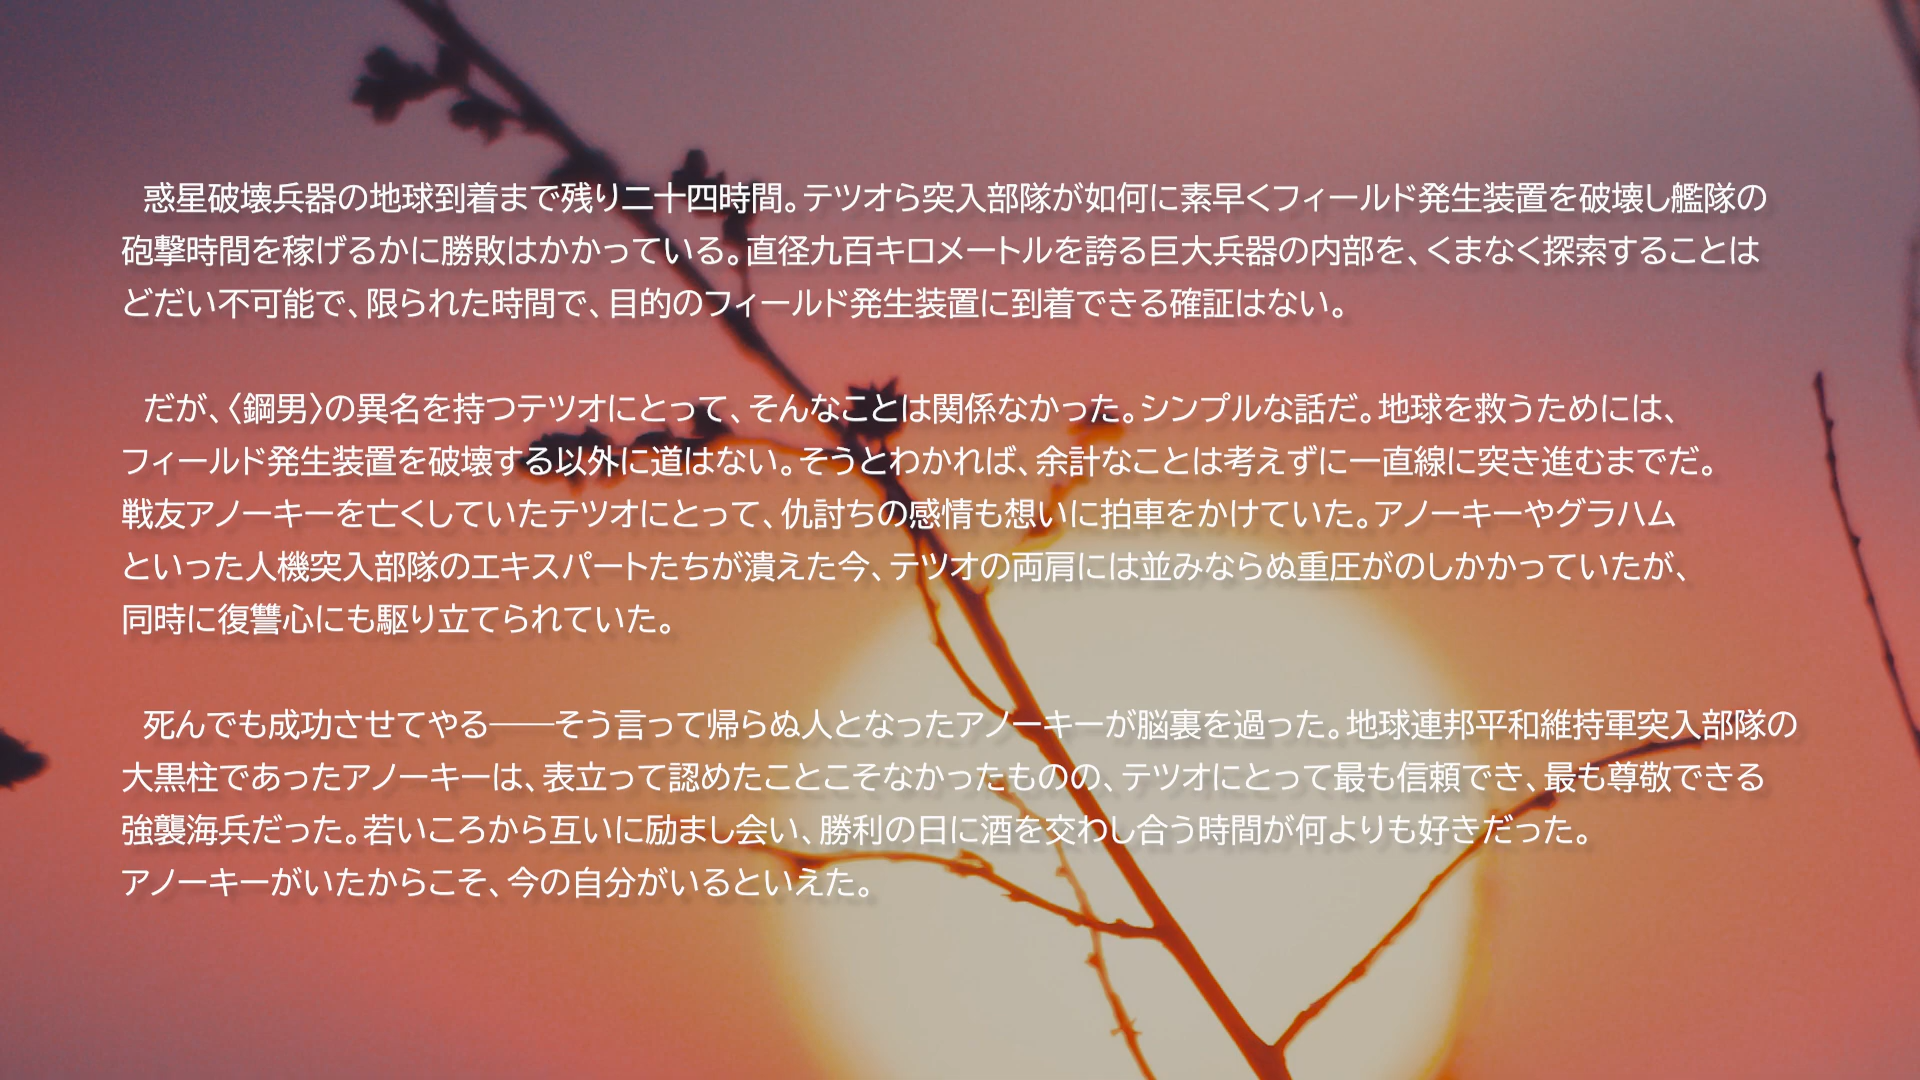 惑星破壊兵器の地球到着まで残り二十四時間。テツオら突入部隊が如何に素早くフィールド発生装置を破壊し艦隊の
砲撃時間を稼げるかに勝敗はかかっている。直径九百キロメートルを誇る巨大兵器の内部を、くまなく探索することは
どだい不可能で、限られた時間で、目的のフィールド発生装置に到着できる確証はない。
だが、〈鋼男〉の異名を持つテツオにとって、そんなことは関係なかった。シンプルな話だ。地球を救うためには、
フィールド発生装置を破壊する以外に道はない。そうとわかれば、余計なことは考えずに一直線に突き進むまでだ。
戦友アノーキーを亡くしていたテツオにとって、仇討ちの感情も想いに拍車をかけていた。アノーキーやグラハム
といった人機突入部隊のエキスパートたちが潰えた今、テツオの両肩には並みならぬ重圧がのしかかっていたが、
同時に復讐心にも駆り立てられていた。
死んでも成功させてやる――そう言って帰らぬ人となったアノーキーが脳裏を過った。地球連邦平和維持軍突入部隊の
大黒柱であったアノーキーは、表立って認めたことこそなかったものの、テツオにとって最も信頼でき、最も尊敬できる
強襲海兵だった。若いころから互いに励まし会い、勝利の日に酒を交わし合う時間が何よりも好きだった。
アノーキーがいたからこそ、今の自分がいるといえた。